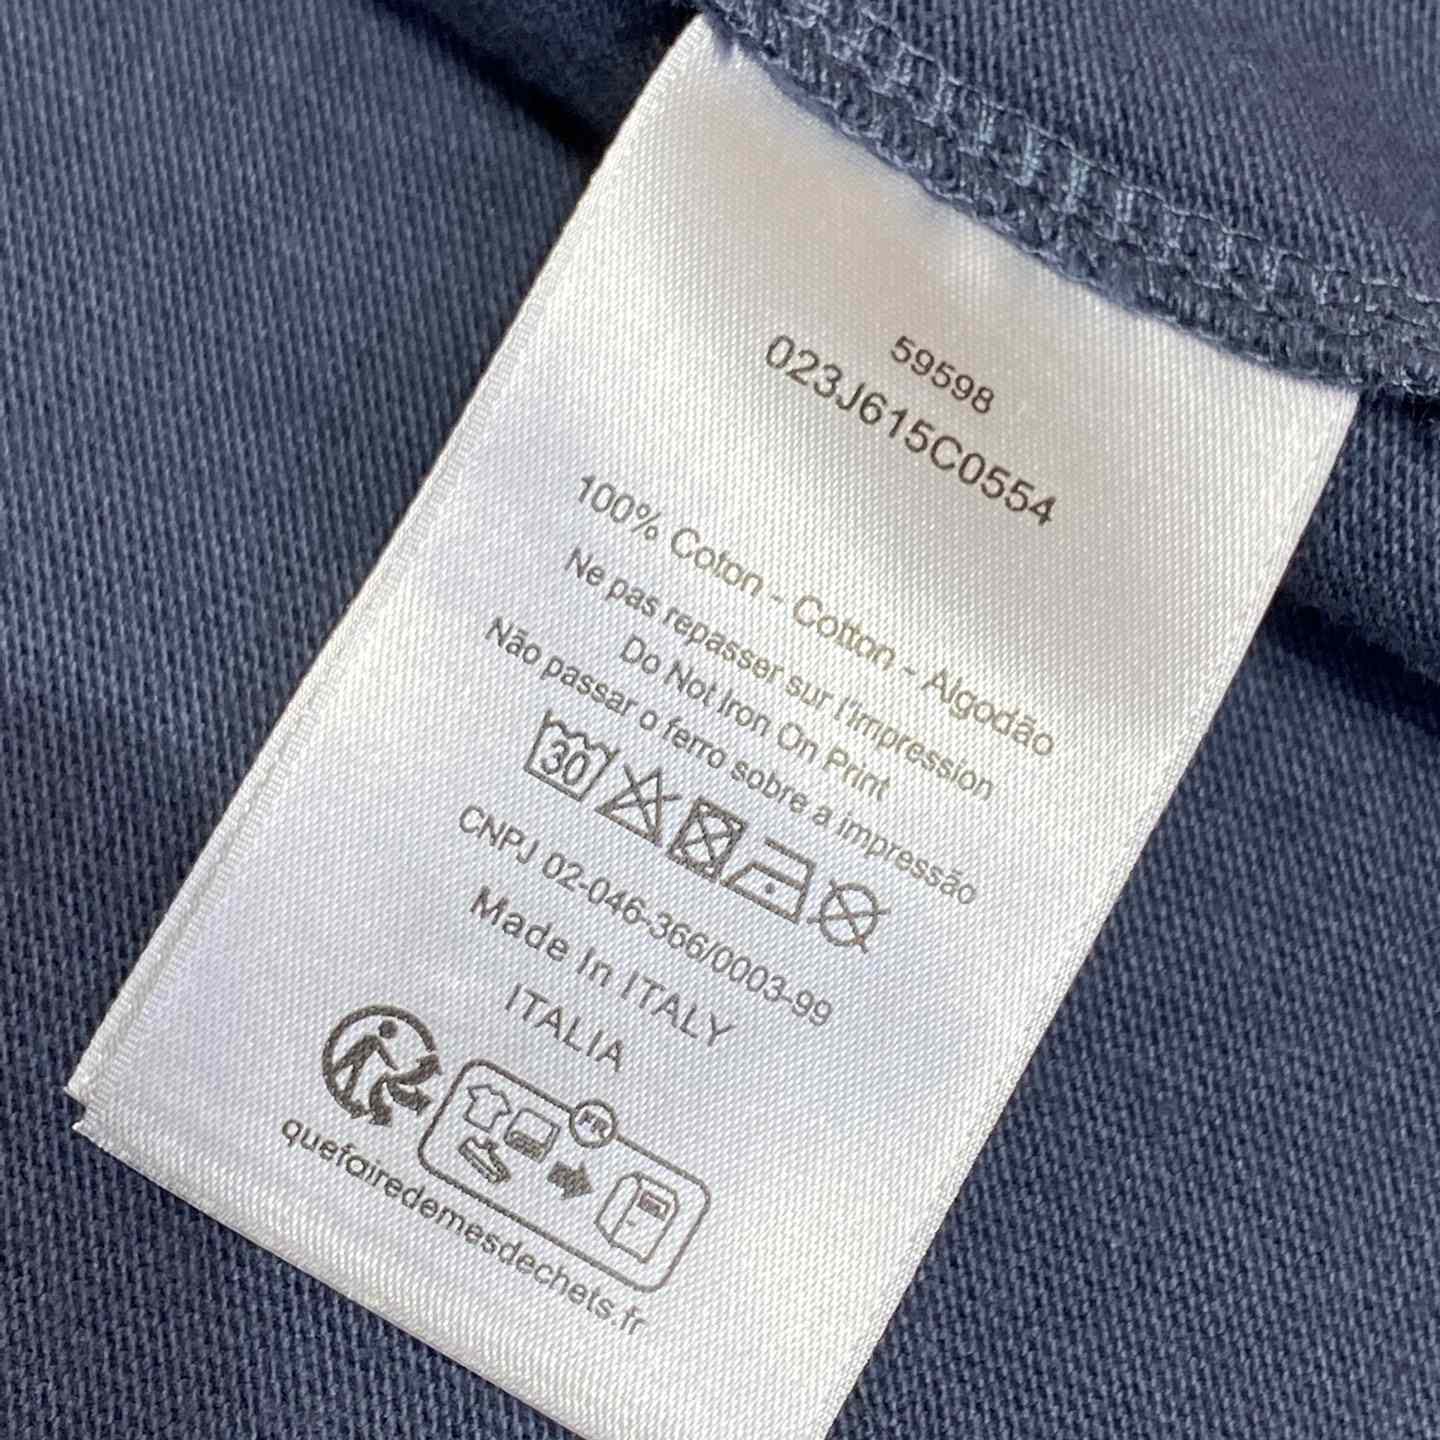 59598
023J615C0554
100% Coton - Cotton - Algodão
Ne pas repasser sur l'impression
Do Not Iron On Print
Não passar o ferro sobre a impressão
30
CNPJ 02-046-366/0003-99
Made In ITALY
ITALIA
FR
quefairedemesdechets.fr